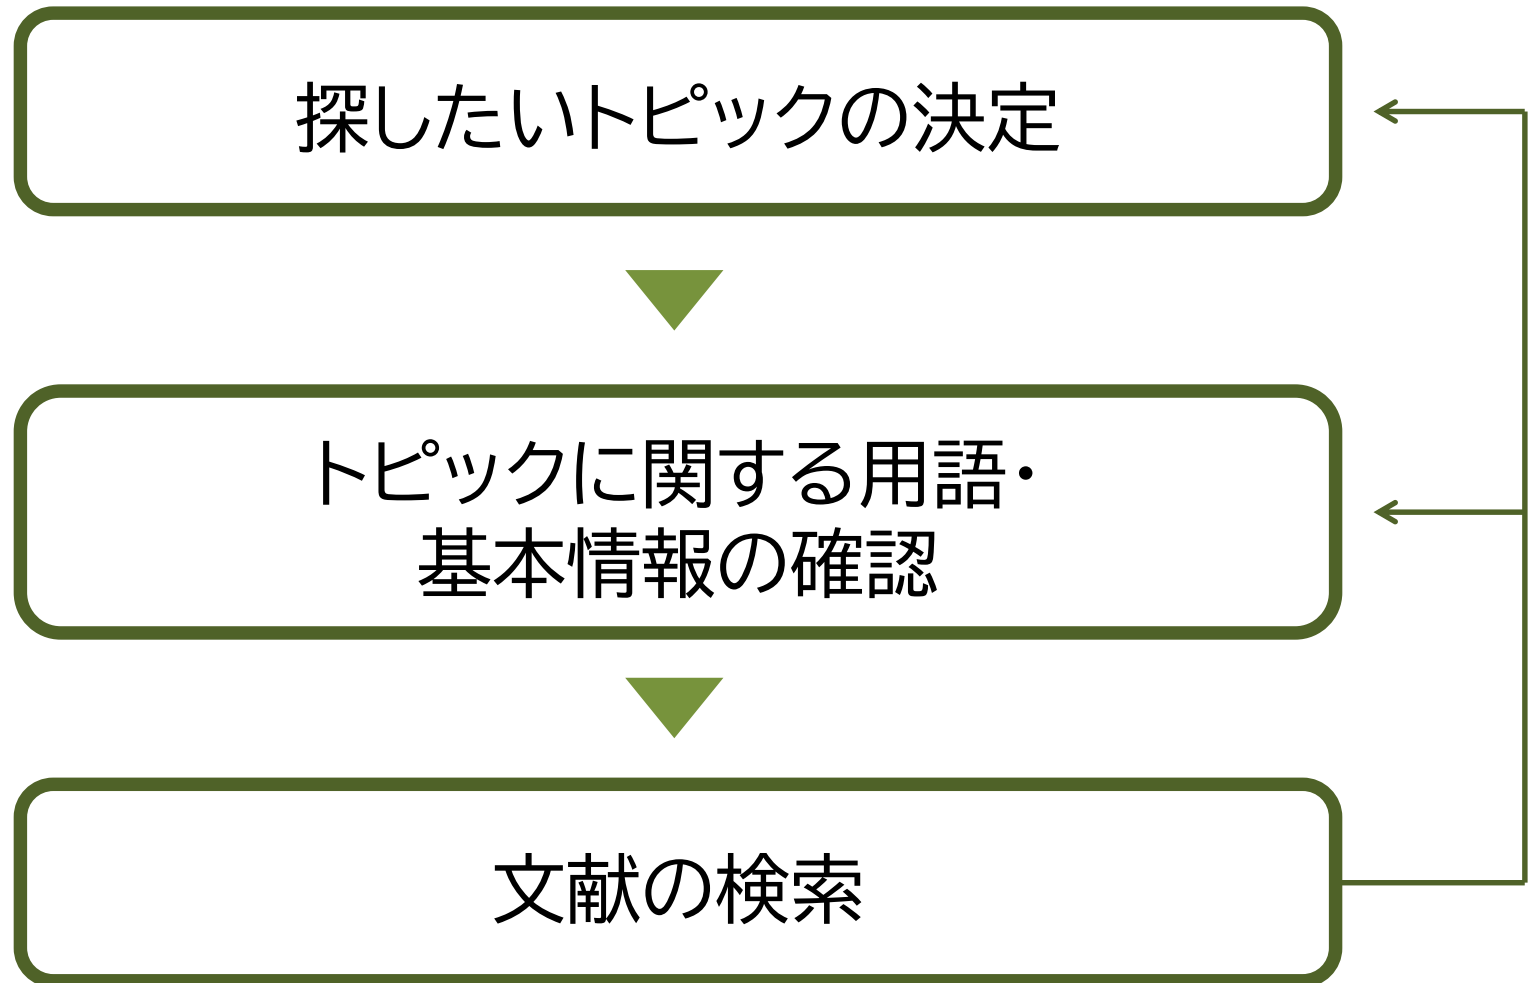 探したいトピックの決定
トピックに関する用語・
基本情報の確認
文献の検索